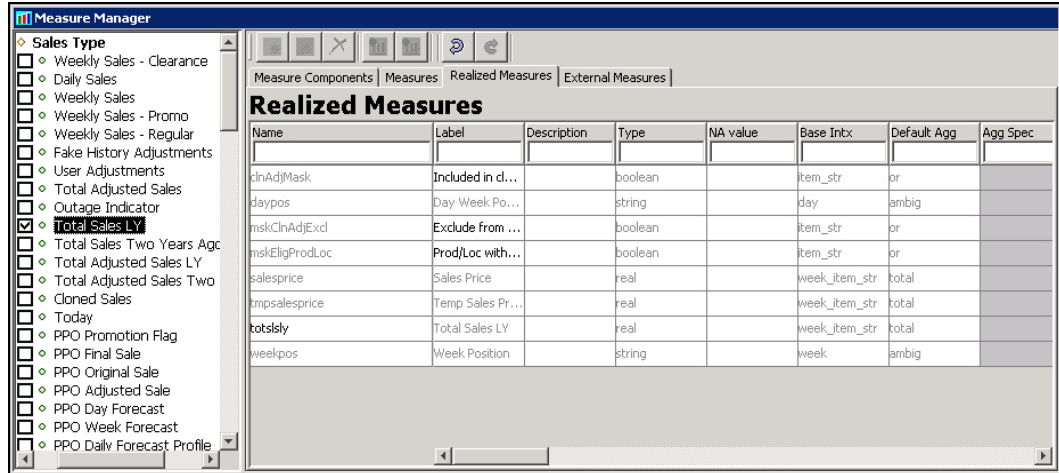 Measure Manager
Sales Type
Weekly Sales - Clearance
Daily Sales
Weekly Sales
Weekly Sales - Promo
Weekly Sales - Regular
Fake History Adjustments
User Adjustments
Total Adjusted Sales
Outage Indicator
Total Sales LY
Total Sales Two Years Ago
Total Adjusted Sales LY
Total Adjusted Sales Two
Cloned Sales
Today
PPO Promotion Flag
PPO Final Sale
PPO Original Sale
PPO Adjusted Sale
PPO Day Forecast
PPO Week Forecast
PPO Daily Forecast Profile
Measure Components Measures Realized Measures External Measures
Realized Measures
Name Label Description Type NA value Base Intx Default Agg Agg Spec
clnAdjMask Included in cl... boolean item_str or
daypos Day Week Po... string day ambig
mskClnAdjExcl Exclude from ... boolean item_str or
mskEligProdLoc Prod/Loc with... boolean item_str or
salesprice Sales Price real week_item_str total
tmpsalesprice Temp Sales Pr... real week_item_str total
totslsly Total Sales LY real week_item_str total
weekpos Week Position string week ambig